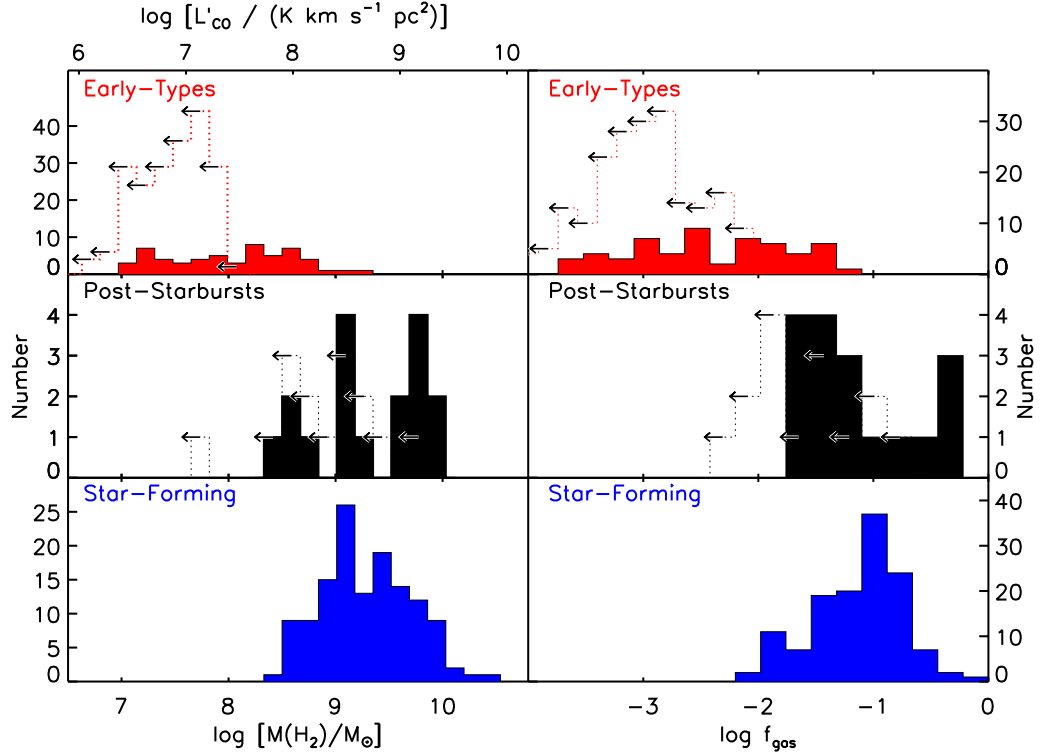 log [L'CO / (K km s⁻¹ pc²)]
6 7 8 9 10
Early-Types Early-Types
40 30 20 10 0
30 20 10 0
Post-Starbursts Post-Starbursts
4 3 2 1 0
4 3 2 1 0
Number Number
Star-Forming Star-Forming
25 20 15 10 5 0
40 30 20 10 0
7 8 9 10
-3 -2 -1 0
log [M(H₂)/M⊙] log fgas